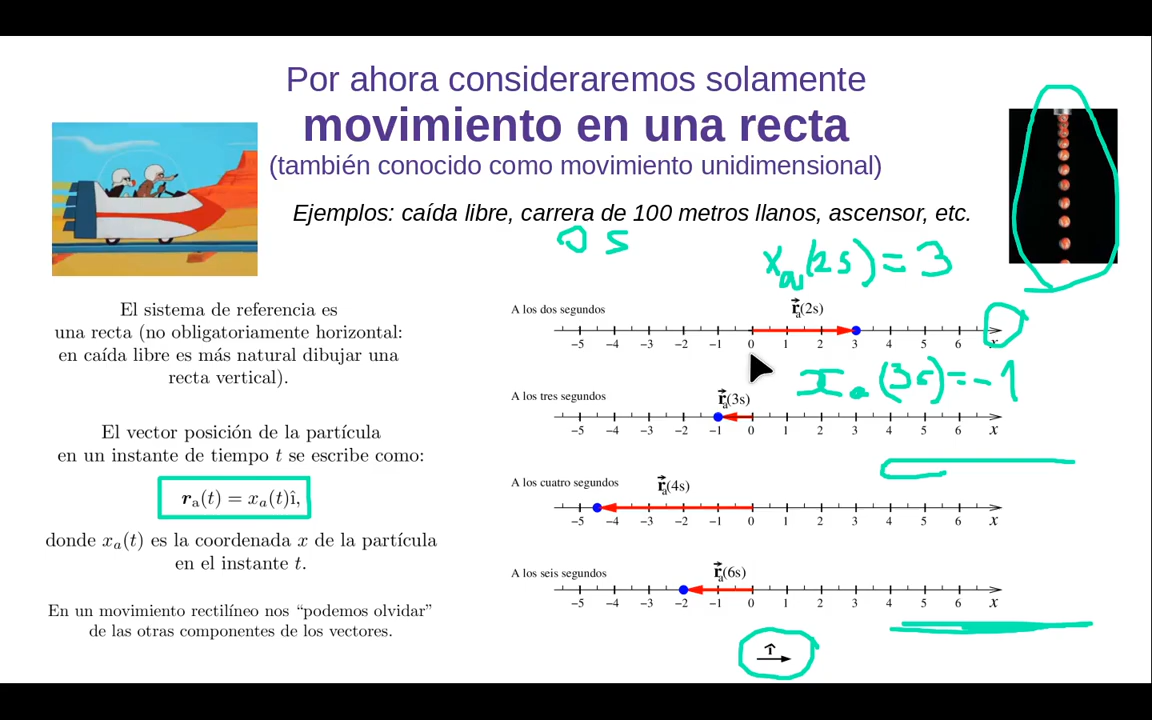 Por ahora consideraremos solamente
movimiento en una recta
(también conocido como movimiento unidimensional)
Ejemplos: caída libre, carrera de 100 metros llanos, ascensor, etc.
0 s
xₐ(2s) = 3
El sistema de referencia es
una recta (no obligatoriamente horizontal:
en caída libre es más natural dibujar una
recta vertical).
El vector posición de la partícula
en un instante de tiempo t se escribe como:
rₐ(t) = xₐ(t)î,
donde xₐ(t) es la coordenada x de la partícula
en el instante t.
En un movimiento rectilíneo nos “podemos olvidar”
de las otras componentes de los vectores.
A los dos segundos
r⃗ₐ(2s)
−5 −4 −3 −2 −1 0 1 2 3 4 5 6 x
xₐ(3s) = -1
A los tres segundos
r⃗ₐ(3s)
−5 −4 −3 −2 −1 0 1 2 3 4 5 6 x
A los cuatro segundos
r⃗ₐ(4s)
−5 −4 −3 −2 −1 0 1 2 3 4 5 6 x
A los seis segundos
r⃗ₐ(6s)
−5 −4 −3 −2 −1 0 1 2 3 4 5 6 x
î